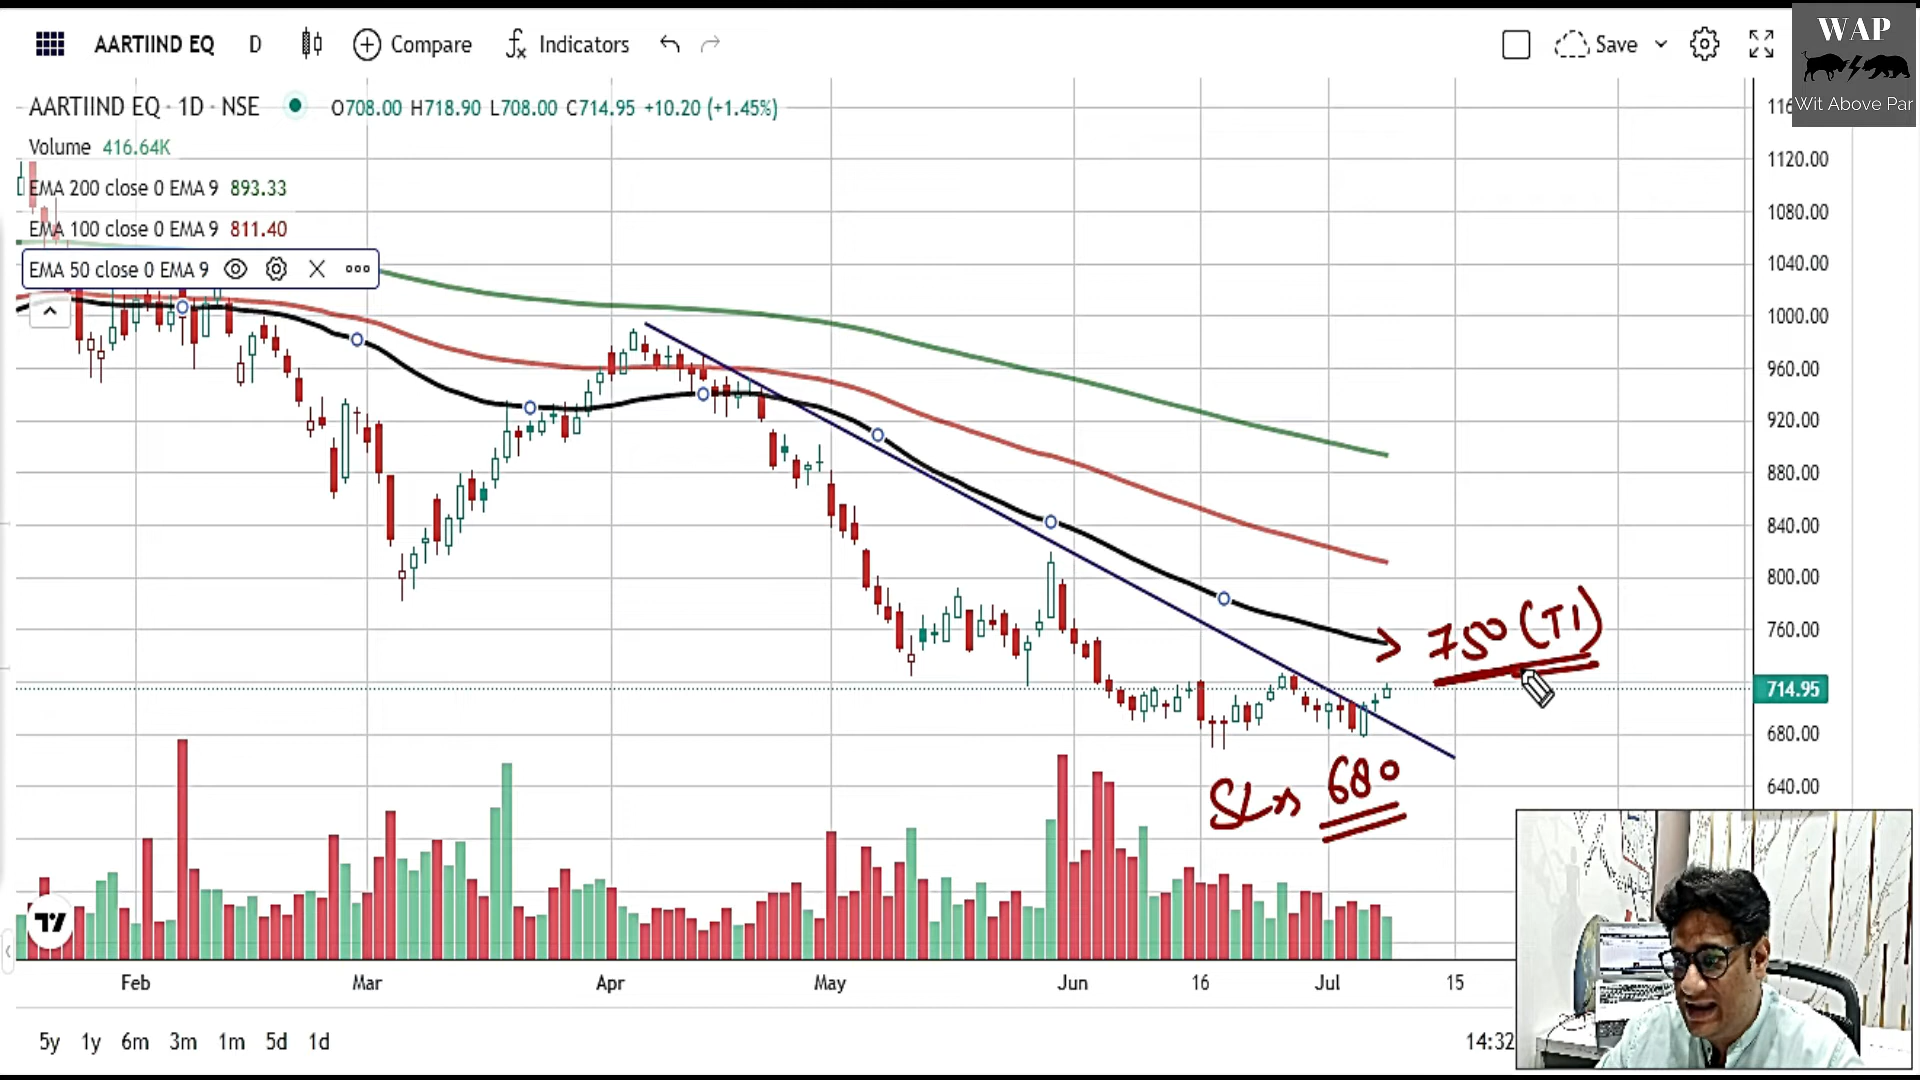 AARTIIND EQ D Compare Indicators Save
WAP
Wit Above Par
AARTIIND EQ · 1D · NSE O708.00 H718.90 L708.00 C714.95 +10.20 (+1.45%)
Volume 416.64K
EMA 200 close 0 EMA 9 893.33
EMA 100 close 0 EMA 9 811.40
EMA 50 close 0 EMA 9
1120.00
1080.00
1040.00
1000.00
960.00
920.00
880.00
840.00
800.00
760.00
714.95
680.00
640.00
750 (T1)
SL 680
Feb Mar Apr May Jun 16 Jul 15
5y 1y 6m 3m 1m 5d 1d
14:32